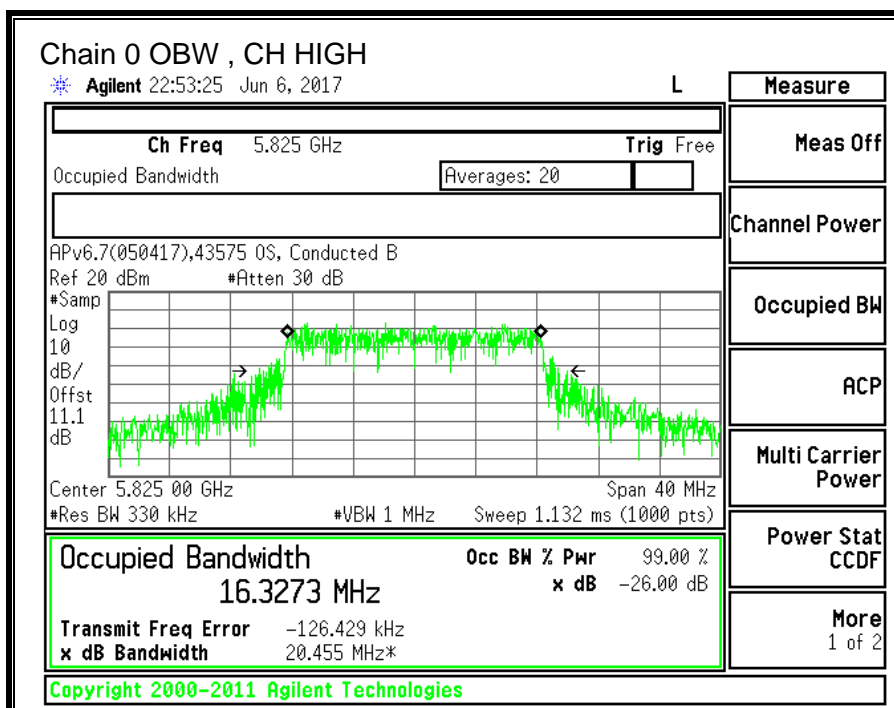 Chain 0 OBW , CH HIGH
Agilent 22:53:25 Jun 6, 2017 L
Measure
Ch Freq 5.825 GHz Trig Free
Meas Off
Occupied Bandwidth Averages: 20
Channel Power
APv6.7(050417),43575 OS, Conducted B
Ref 20 dBm #Atten 30 dB
#Samp
Log
10
dB/
Offst
11.1
dB
Occupied BW
ACP
Multi Carrier
Power
Center 5.825 00 GHz Span 40 MHz
#Res BW 330 kHz #VBW 1 MHz Sweep 1.132 ms (1000 pts)
Power Stat
CCDF
Occupied Bandwidth Occ BW % Pwr 99.00 %
16.3273 MHz x dB -26.00 dB
Transmit Freq Error -126.429 kHz
x dB Bandwidth 20.455 MHz*
More
1 of 2
Copyright 2000-2011 Agilent Technologies